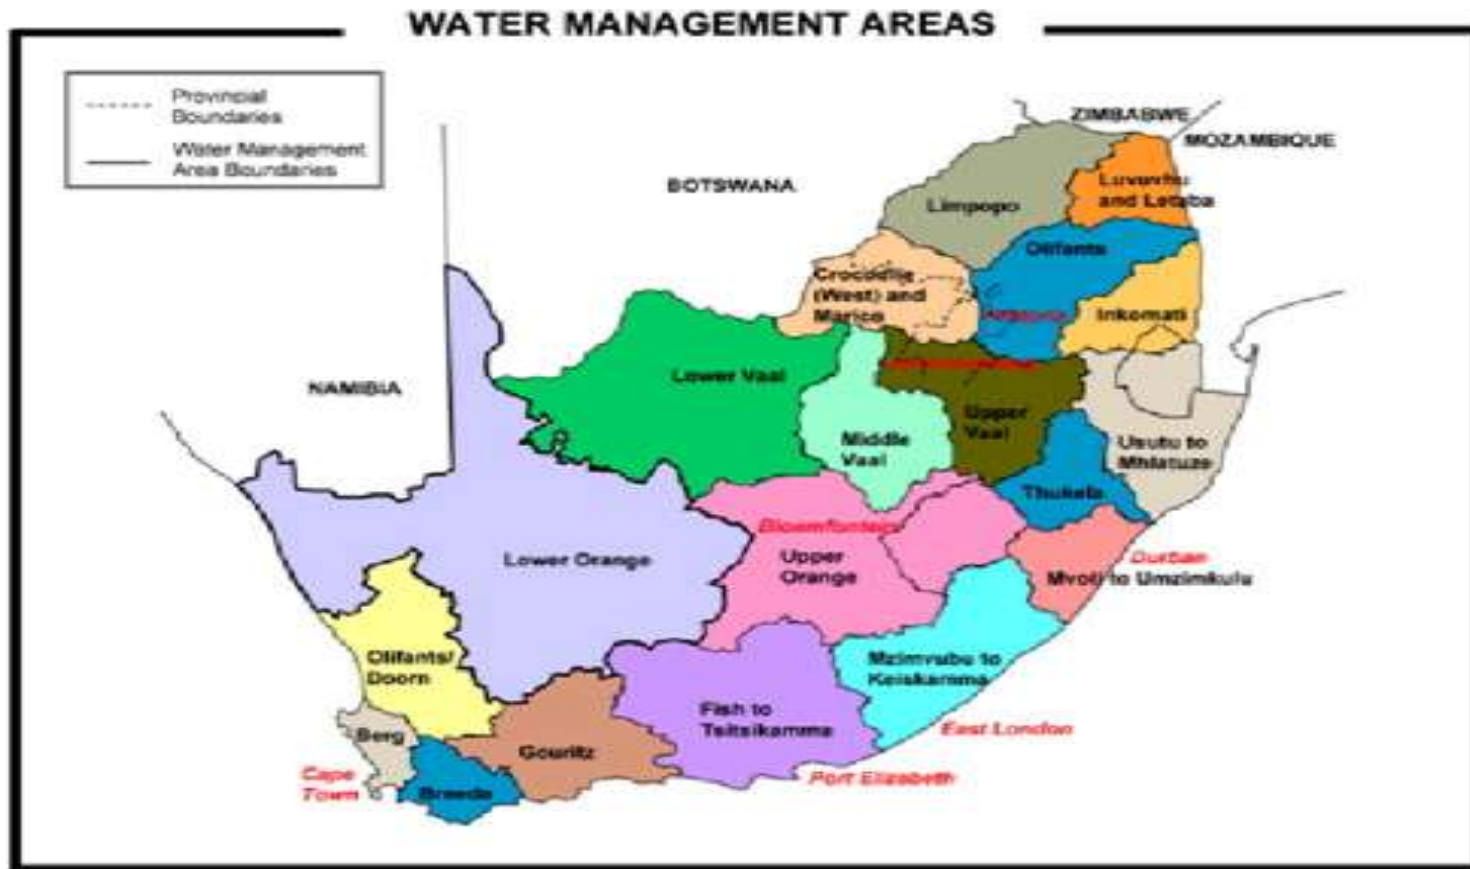 WATER MANAGEMENT AREAS
Provincial
Boundaries
Water Management
Area Boundaries
ZIMBABWE
MOZAMBIQUE
BOTSWANA
NAMIBIA
Limpopo
Luvuvhu
and Letaba
Olifants
Crocodile
(West) and
Marico
Inkomati
Lower Vaal
Upper
Vaal
Middle
Vaal
Usutu to
Mhlatuze
Thukela
Bloemfontein
Upper
Orange
Lower Orange
Durban
Mvoti to Umzimkulu
Olifants/
Doorn
Mzimvubu to
Keiskamma
Fish to
Tsitsikamma
East London
Berg
Gouritz
Port Elizabeth
Cape
Town
Breede